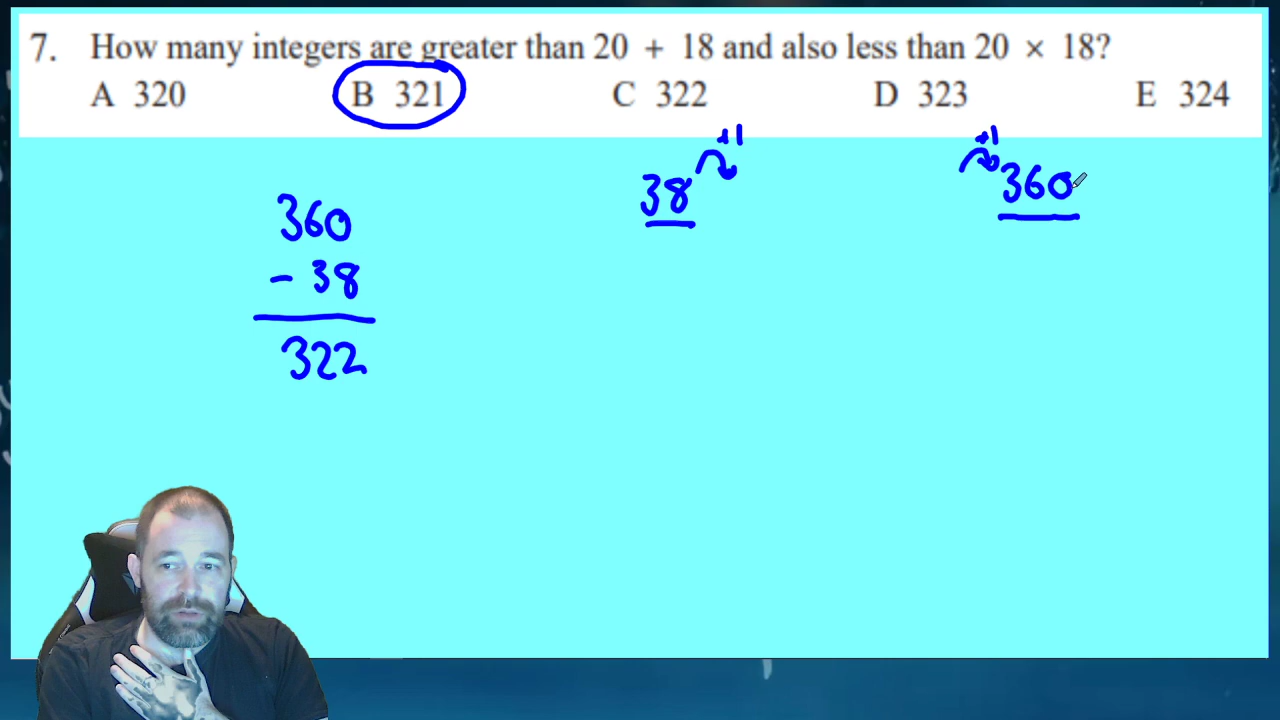 7. How many integers are greater than 20 + 18 and also less than 20 × 18?
A 320 B 321 C 322 D 323 E 324
+1 +1
38 360
360
- 38
322